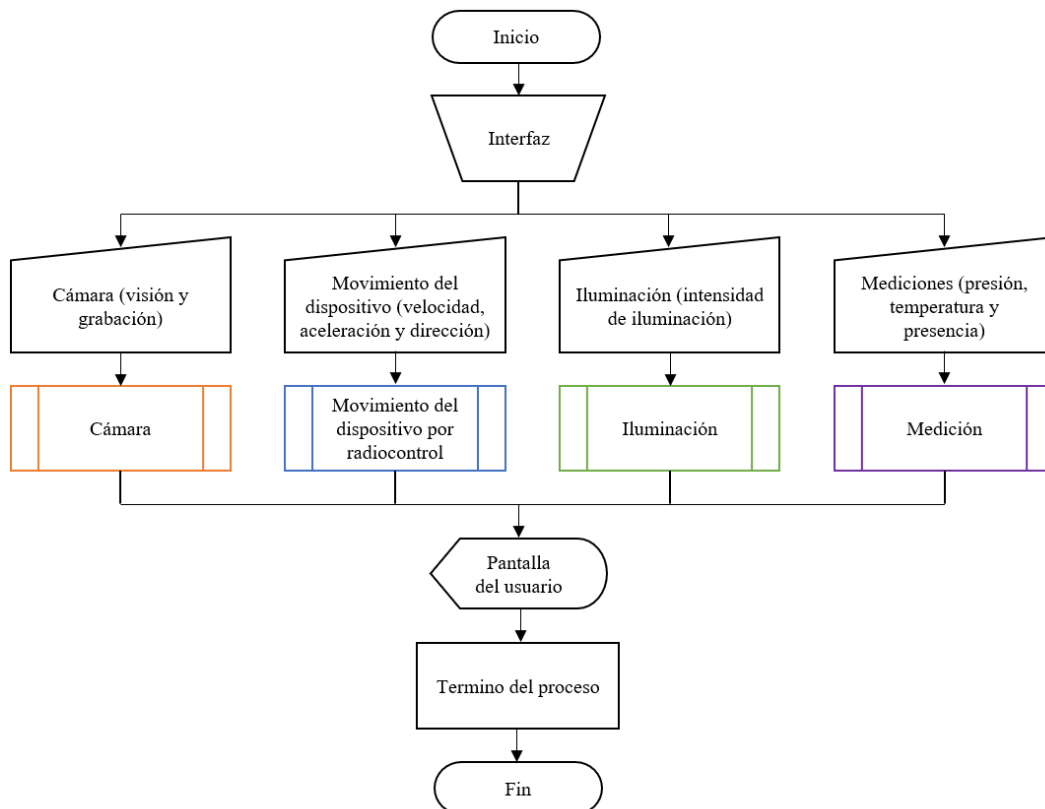 Inicio
Interfaz
Cámara (visión y
grabación)
Movimiento del
dispositivo (velocidad,
aceleración y dirección)
Iluminación (intensidad
de iluminación)
Mediciones (presión,
temperatura y
presencia)
Cámara
Movimiento del
dispositivo por
radiocontrol
Iluminación
Medición
Pantalla
del usuario
Termino del proceso
Fin